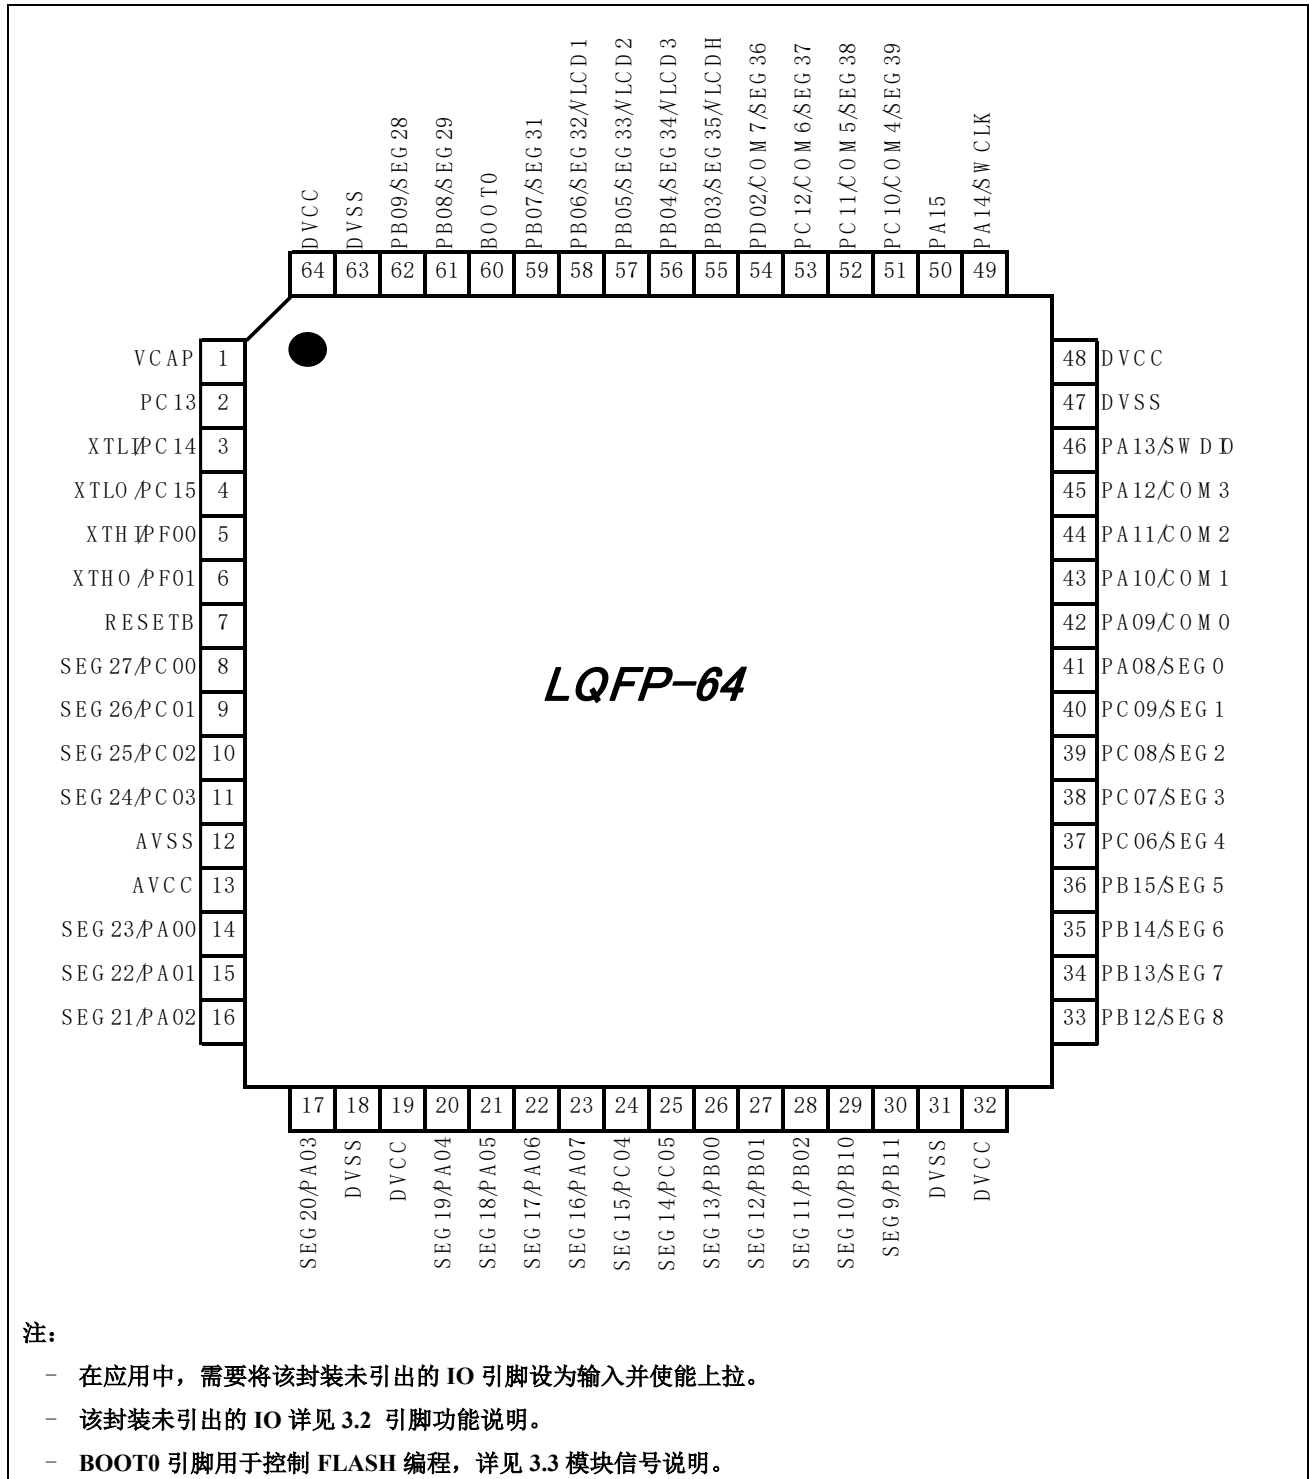 DVCC
DVSS
PB09/SEG28
PB08/SEG29
BOOT0
PB07/SEG31
PB06/SEG32/VLCD1
PB05/SEG33/VLCD2
PB04/SEG34/VLCD3
PB03/SEG35/VLCDH
PD02/COM7/SEG36
PC12/COM6/SEG37
PC11/COM5/SEG38
PC10/COM4/SEG39
PA15
PA14/SWCLK
64 63 62 61 60 59 58 57 56 55 54 53 52 51 50 49
VCAP 1
PC13 2
XTLI/PC14 3
XTLO/PC15 4
XTHI/PF00 5
XTHO/PF01 6
RESETB 7
SEG27/PC00 8
SEG26/PC01 9
SEG25/PC02 10
SEG24/PC03 11
AVSS 12
AVCC 13
SEG23/PA00 14
SEG22/PA01 15
SEG21/PA02 16
LQFP-64
48 DVCC
47 DVSS
46 PA13/SWDIO
45 PA12/COM3
44 PA11/COM2
43 PA10/COM1
42 PA09/COM0
41 PA08/SEG0
40 PC09/SEG1
39 PC08/SEG2
38 PC07/SEG3
37 PC06/SEG4
36 PB15/SEG5
35 PB14/SEG6
34 PB13/SEG7
33 PB12/SEG8
17 18 19 20 21 22 23 24 25 26 27 28 29 30 31 32
SEG20/PA03
DVSS
DVCC
SEG19/PA04
SEG18/PA05
SEG17/PA06
SEG16/PA07
SEG15/PC04
SEG14/PC05
SEG13/PB00
SEG12/PB01
SEG11/PB02
SEG10/PB10
SEG9/PB11
DVSS
DVCC
注：
－ 在应用中，需要将该封装未引出的 IO 引脚设为输入并使能上拉。
－ 该封装未引出的 IO 详见 3.2 引脚功能说明。
－ BOOT0 引脚用于控制 FLASH 编程，详见 3.3 模块信号说明。